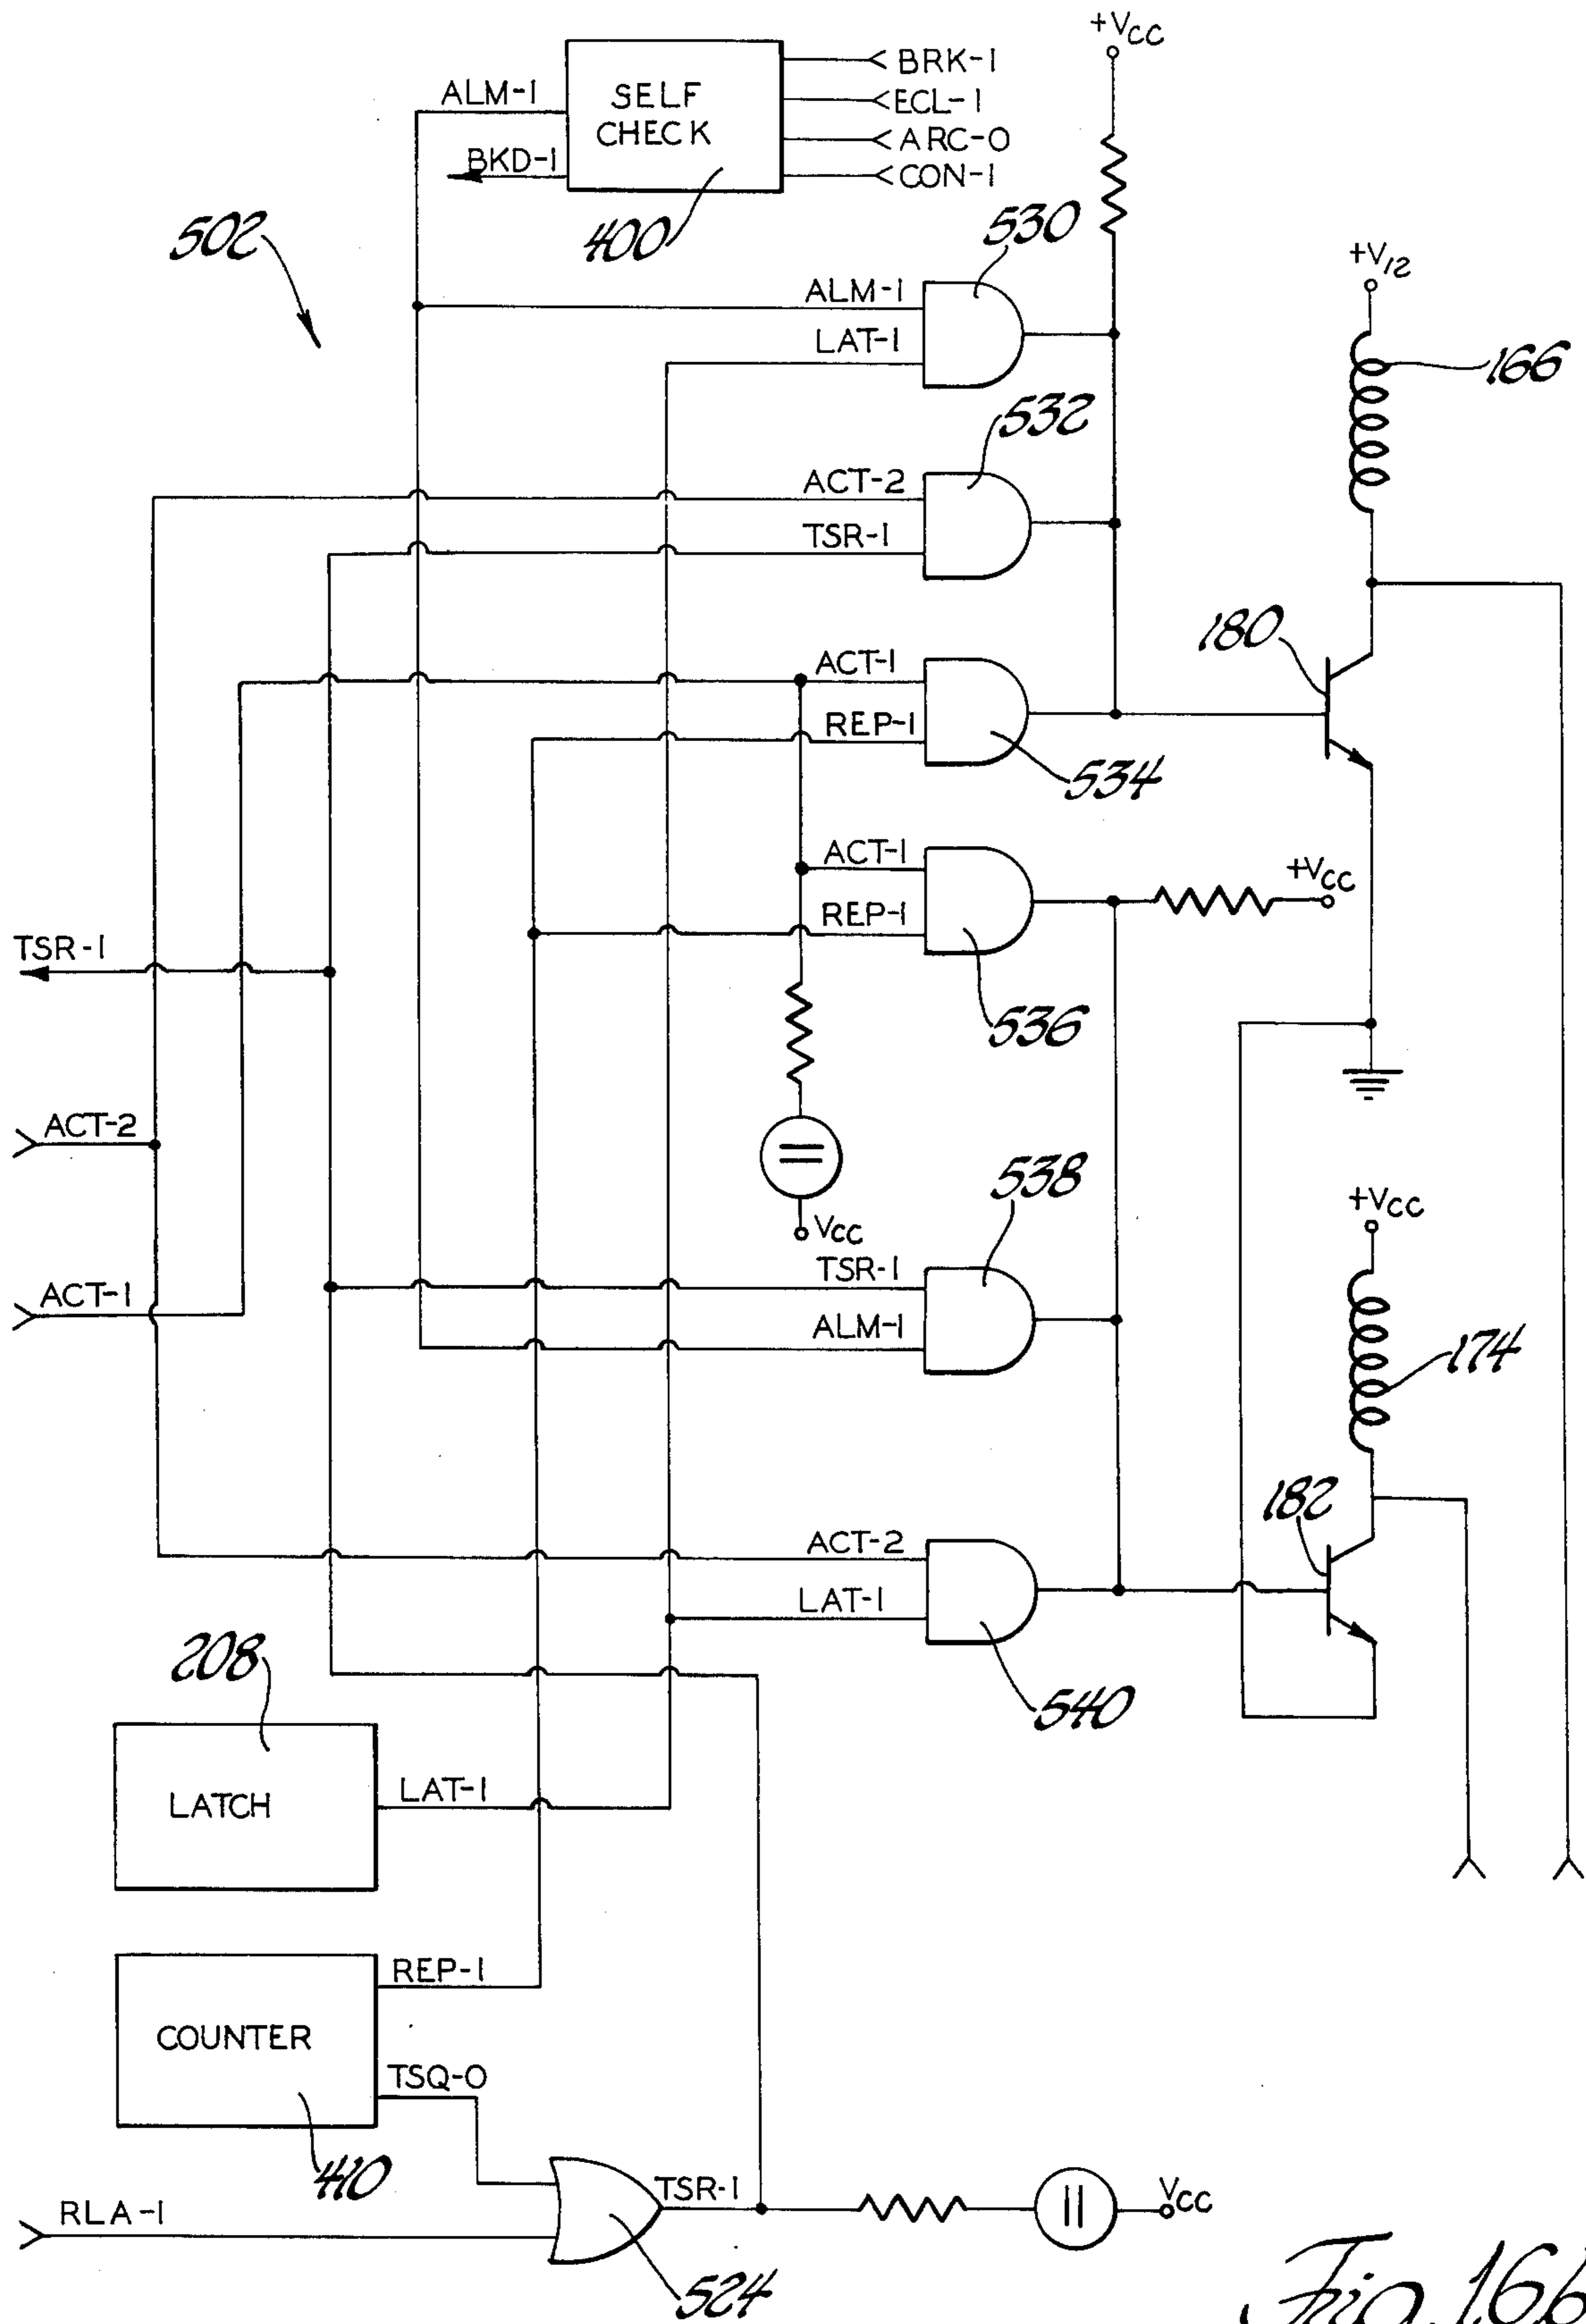 +VCC
BRK-1
ALM-1
SELF
CHECK
ECL-1
ARC-0
BKD-1
CON-1
502
400
530
+V12
ALM-1
LAT-1
166
532
ACT-2
TSR-1
180
ACT-1
REP-1
534
ACT-1
+VCC
REP-1
TSR-1
536
ACT-2
538
+VCC
VCC
TSR-1
ACT-1
ALM-1
174
182
ACT-2
LAT-1
208
540
LATCH
LAT-1
REP-1
COUNTER
TSQ-0
410
TSR-1
VCC
RLA-1
524
Fig. 16b